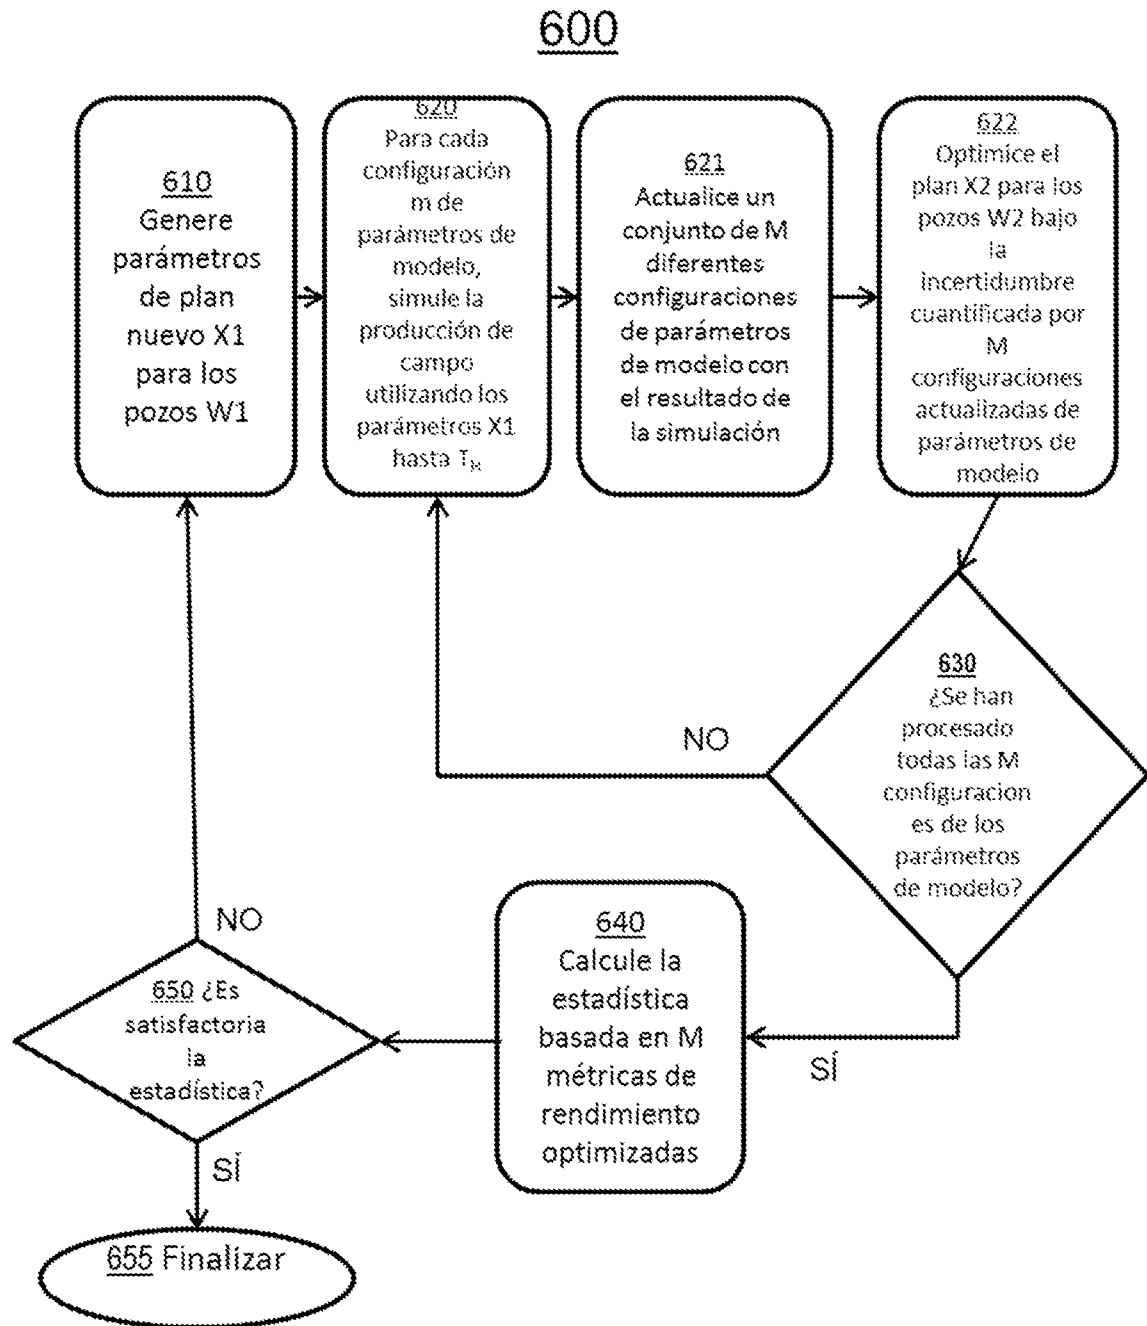 600
610
Genere
parámetros
de plan
nuevo X1
para los
pozos W1
620
Para cada
configuración
m de
parámetros de
modelo,
simule la
producción de
campo
utilizando los
parámetros X1
hasta T
621
Actualice un
conjunto de M
diferentes
configuraciones
de parámetros
de modelo con
el resultado de
la simulación
622
Optimice el
plan X2 para los
pozos W2 bajo
la
incertidumbre
cuantificada por
M
configuraciones
actualizadas de
parámetros de
modelo
630
¿Se han
procesado
todas las M
configuracion
es de los
parámetros
de modelo?
NO
SÍ
640
Calcule la
estadística
basada en M
métricas de
rendimiento
optimizadas
650 ¿Es
satisfactoria
la
estadística?
NO
SÍ
655 Finalizar